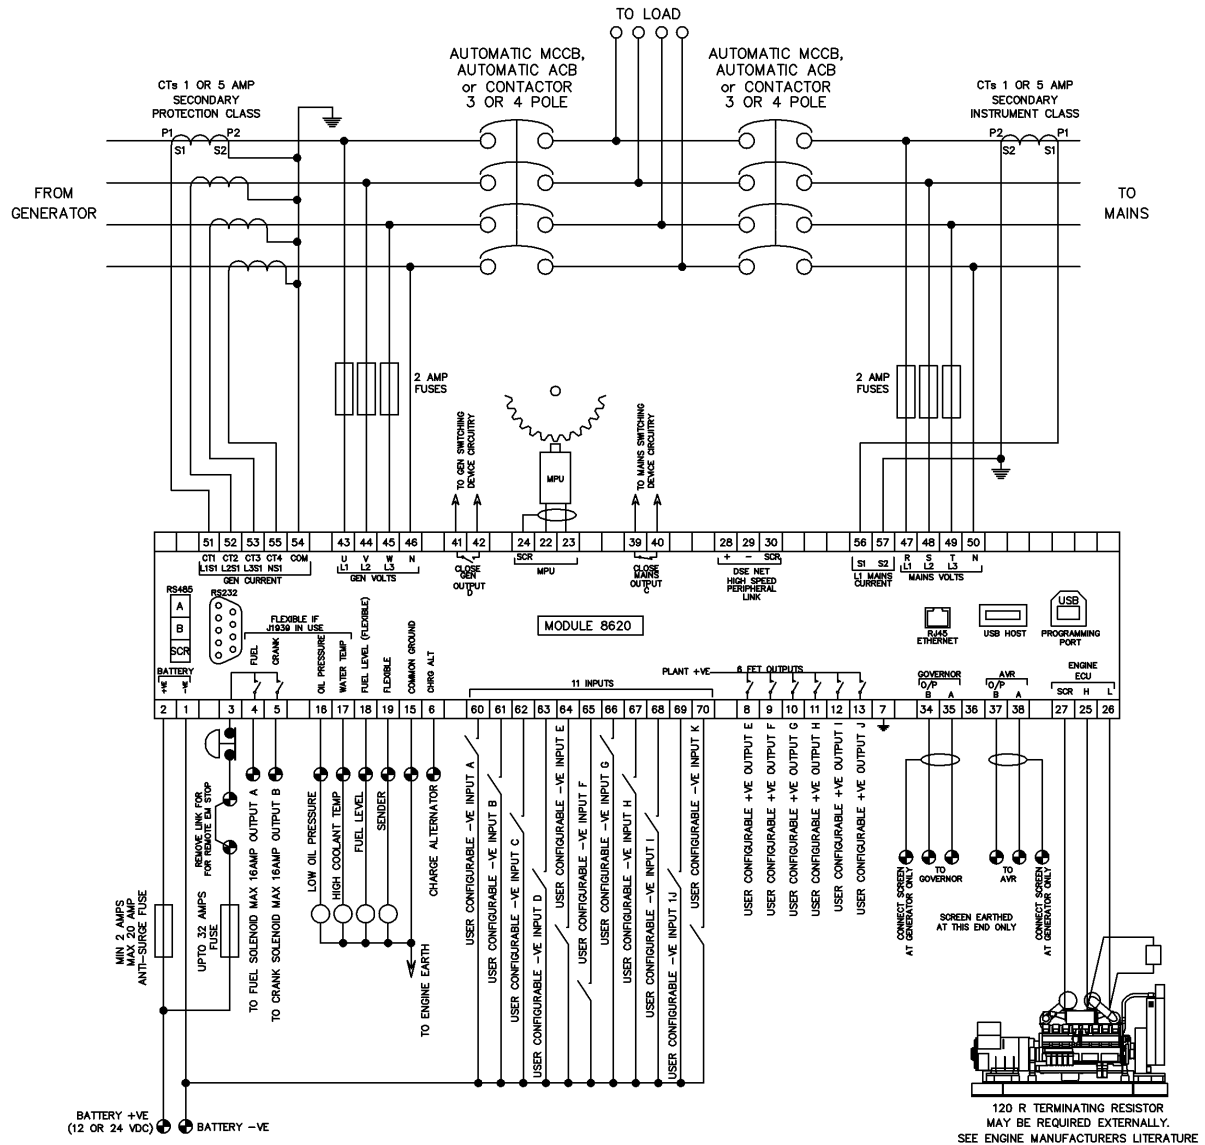 TO LOAD
AUTOMATIC MCCB,
AUTOMATIC ACB
or CONTACTOR
3 OR 4 POLE
AUTOMATIC MCCB,
AUTOMATIC ACB
or CONTACTOR
3 OR 4 POLE
CTs 1 OR 5 AMP
SECONDARY
PROTECTION CLASS
CTs 1 OR 5 AMP
SECONDARY
INSTRUMENT CLASS
P1 P2
S1 S2
P2 P1
S2 S1
FROM
GENERATOR
TO
MAINS
2 AMP
FUSES
2 AMP
FUSES
TO GEN SWITCHING
DEVICE CIRCUITRY
MPU
TO MAINS SWITCHING
DEVICE CIRCUITRY
51 52 53 55 54 43 44 45 46 41 42 24 22 23 39 40 28 29 30 56 57 47 48 49 50
CT1 CT2 CT3 CT4 COM
L1S1 L2S1 L3S1 NS1
GEN CURRENT
U V W N
L1 L2 L3
GEN VOLTS
CLOSE
GEN
OUTPUT
D
SCR
MPU
CLOSE
MAINS
OUTPUT
C
+ − SCR
DSE NET
HIGH SPEED
PERIPHERAL
LINK
S1 S2
L1 MAINS
CURRENT
R S T N
L1 L2 L3
MAINS VOLTS
RS485
A
B
SCR
RS232
FLEXIBLE IF
J1939 IN USE
MODULE 8620
RJ45
ETHERNET
USB HOST
USB
PROGRAMMING
PORT
BATTERY
+VE
-VE
FUEL
CRANK
OIL PRESSURE
WATER TEMP
FUEL LEVEL (FLEXIBLE)
FLEXIBLE
COMMON GROUND
CHRG ALT
11 INPUTS
PLANT +VE
6 FET OUTPUTS
GOVERNOR
O/P
B A
AVR
O/P
B A
ENGINE
ECU
SCR H L
2 1 3 4 5 16 17 18 19 15 6 60 61 62 63 64 65 66 67 68 69 70 8 9 10 11 12 13 7 34 35 36 37 38 27 25 26
REMOVE LINK FOR
FOR REMOTE EM STOP
MIN 2 AMPS
MAX 20 AMP
ANTI-SURGE FUSE
UPTO 32 AMPS
FUSE
TO FUEL SOLENOID MAX 16AMP OUTPUT A
TO CRANK SOLENOID MAX 16AMP OUTPUT B
LOW OIL PRESSURE
HIGH COOLANT TEMP
FUEL LEVEL
SENDER
TO ENGINE EARTH
CHARGE ALTERNATOR
USER CONFIGURABLE -VE INPUT A
USER CONFIGURABLE -VE INPUT B
USER CONFIGURABLE -VE INPUT C
USER CONFIGURABLE -VE INPUT D
USER CONFIGURABLE -VE INPUT E
USER CONFIGURABLE -VE INPUT F
USER CONFIGURABLE -VE INPUT G
USER CONFIGURABLE -VE INPUT H
USER CONFIGURABLE -VE INPUT I
USER CONFIGURABLE -VE INPUT 1J
USER CONFIGURABLE -VE INPUT K
USER CONFIGURABLE +VE OUTPUT E
USER CONFIGURABLE +VE OUTPUT F
USER CONFIGURABLE +VE OUTPUT G
USER CONFIGURABLE +VE OUTPUT H
USER CONFIGURABLE +VE OUTPUT I
USER CONFIGURABLE +VE OUTPUT J
CONNECT SCREEN
AT GENERATOR ONLY
TO
GOVERNOR
TO
AVR
CONNECT SCREEN
AT GENERATOR ONLY
SCREEN EARTHED
AT THIS END ONLY
BATTERY +VE
(12 OR 24 VDC)
BATTERY -VE
120 R TERMINATING RESISTOR
MAY BE REQUIRED EXTERNALLY.
SEE ENGINE MANUFACTURERS LITERATURE